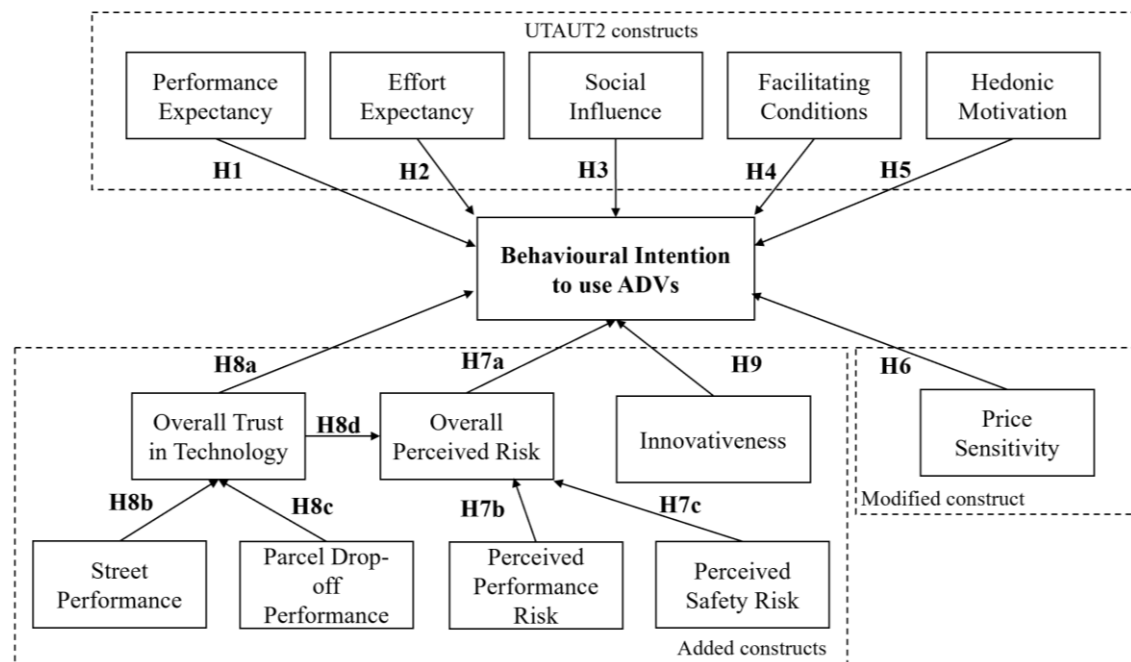 UTAUT2 constructs
Performance
Expectancy
Effort
Expectancy
Social
Influence
Facilitating
Conditions
Hedonic
Motivation
H1
H2
H3
H4
H5
Behavioural Intention
to use ADVs
H8a
H7a
H9
H6
Overall Trust
in Technology
H8d
Overall
Perceived Risk
Innovativeness
Price
Sensitivity
Modified construct
H8b
H8c
H7b
H7c
Street
Performance
Parcel Drop-
off
Performance
Perceived
Performance
Risk
Perceived
Safety Risk
Added constructs